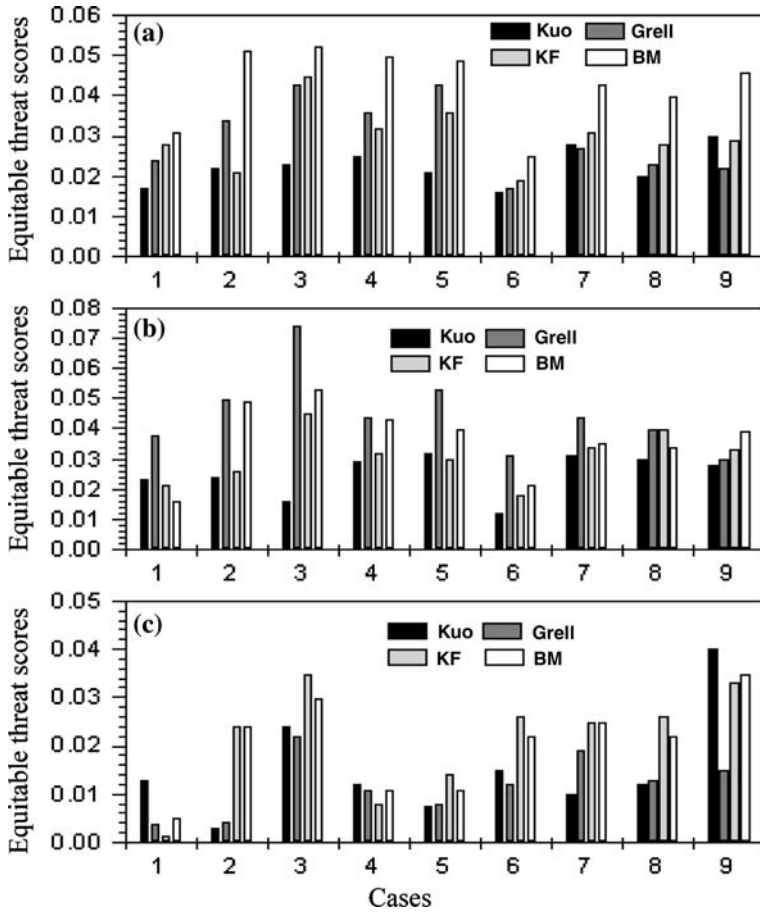 Equitable threat scores
(a)
Kuo Grell
KF BM
0.06
0.05
0.04
0.03
0.02
0.01
0.00
1 2 3 4 5 6 7 8 9
Equitable threat scores
(b)
Kuo Grell
KF BM
0.08
0.07
0.06
0.05
0.04
0.03
0.02
0.01
0.00
1 2 3 4 5 6 7 8 9
Equitable threat scores
(c)
Kuo Grell
KF BM
0.05
0.04
0.03
0.02
0.01
0.00
1 2 3 4 5 6 7 8 9
Cases